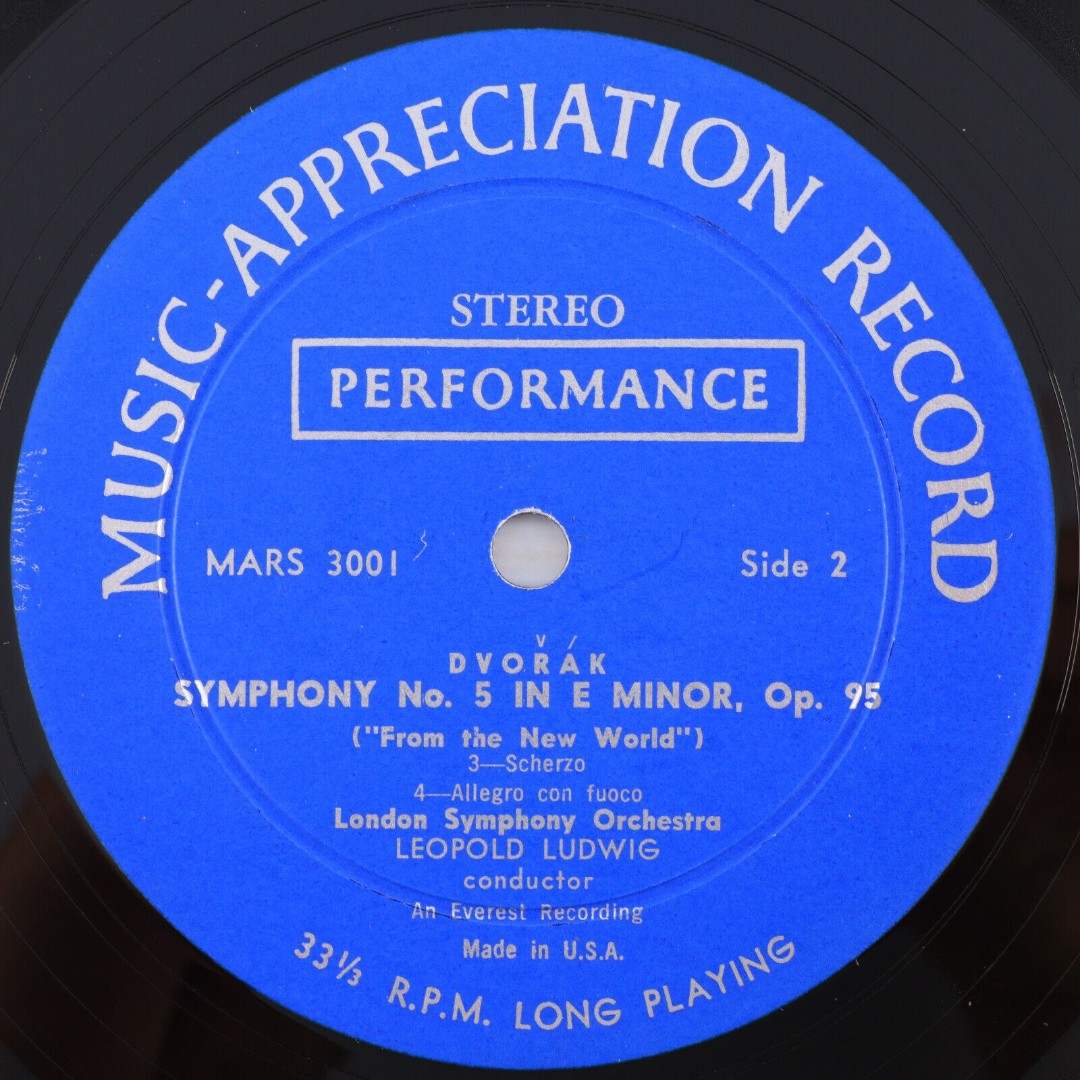 MUSIC-APPRECIATION RECORD
STEREO
PERFORMANCE
MARS 3001
Side 2
DVOŘÁK
SYMPHONY No. 5 IN E MINOR, Op. 95
("From the New World")
3—Scherzo
4—Allegro con fuoco
London Symphony Orchestra
LEOPOLD LUDWIG
conductor
An Everest Recording
Made in U.S.A.
33⅓ R.P.M. LONG PLAYING